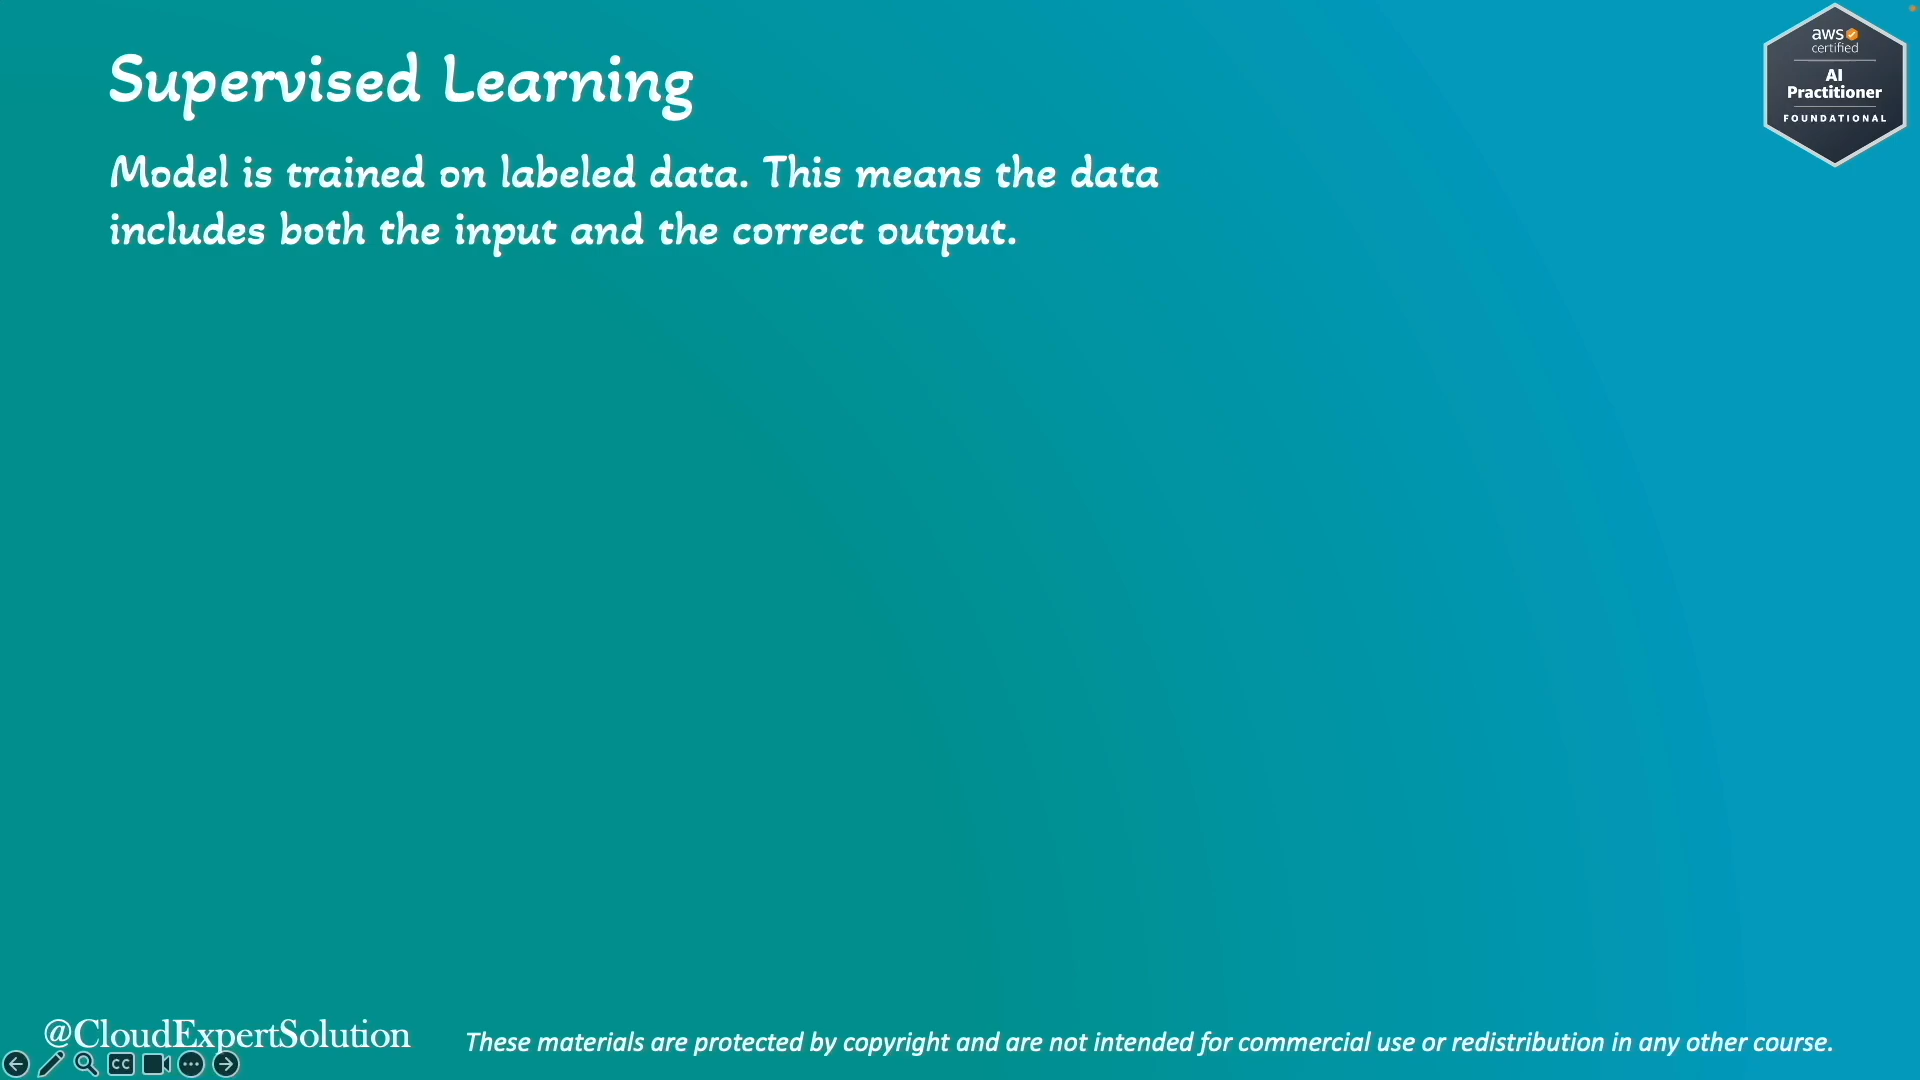 Supervised Learning
aws
certified
AI
Practitioner
FOUNDATIONAL
Model is trained on labeled data. This means the data
includes both the input and the correct output.
@CloudExpertSolution
These materials are protected by copyright and are not intended for commercial use or redistribution in any other course.
CC